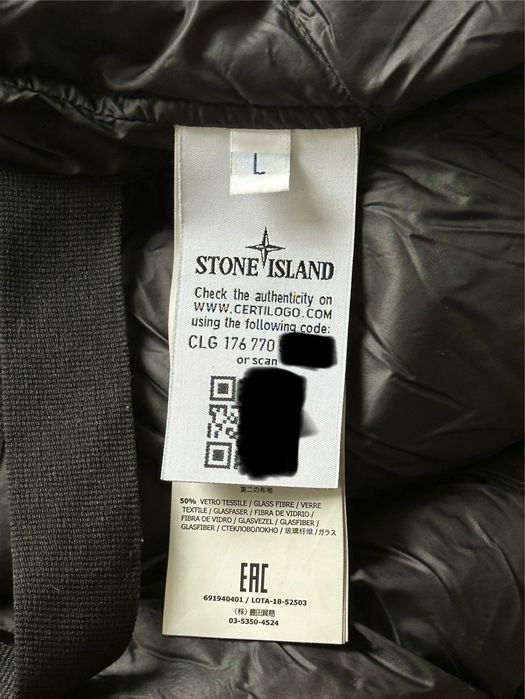 L
STONE ISLAND
Check the authenticity on
WWW.CERTILOGO.COM
using the following code:
CLG 176 770
or scan
第二の布地
50% VETRO TESSILE / GLASS FIBRE / VERRE
TEXTILE / GLASFASER / FIBRA DE VIDRIO /
FIBRA DE VIDRO / GLASVEZEL / GLASFIBER /
GLASFIBER / СТЕКЛОВОЛОКНО / 玻璃纤维 /ガラス
EAC
691940401 / LOTA-18-52503
(株) 豊田貿易
03-5350-4524